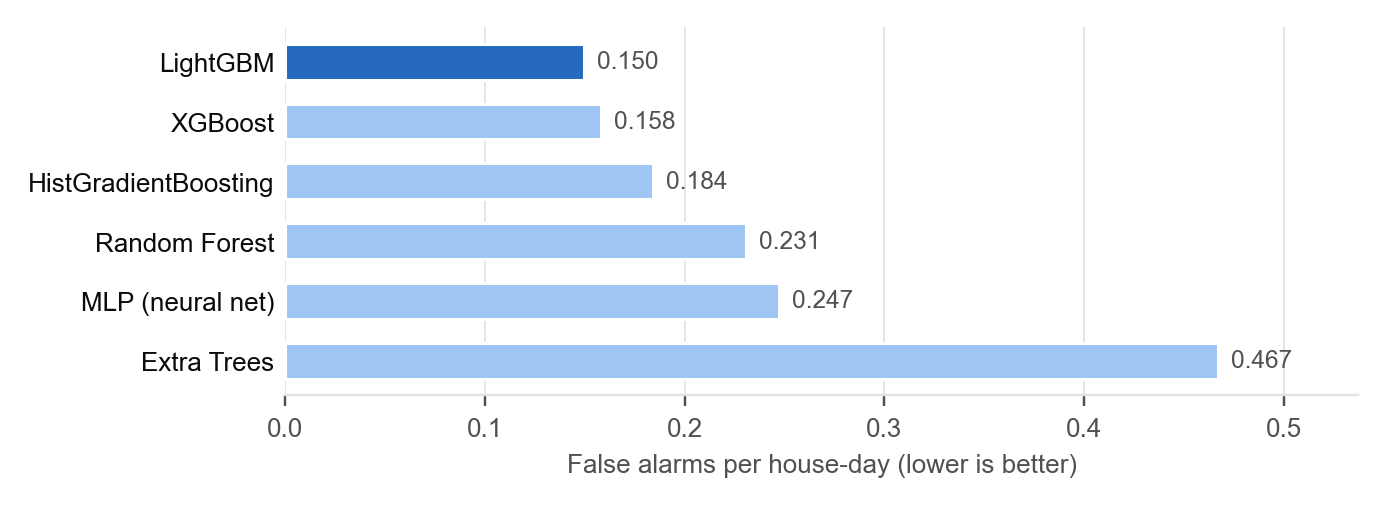 LightGBM 0.150
XGBoost 0.158
HistGradientBoosting 0.184
Random Forest 0.231
MLP (neural net) 0.247
Extra Trees 0.467
0.0 0.1 0.2 0.3 0.4 0.5
False alarms per house-day (lower is better)